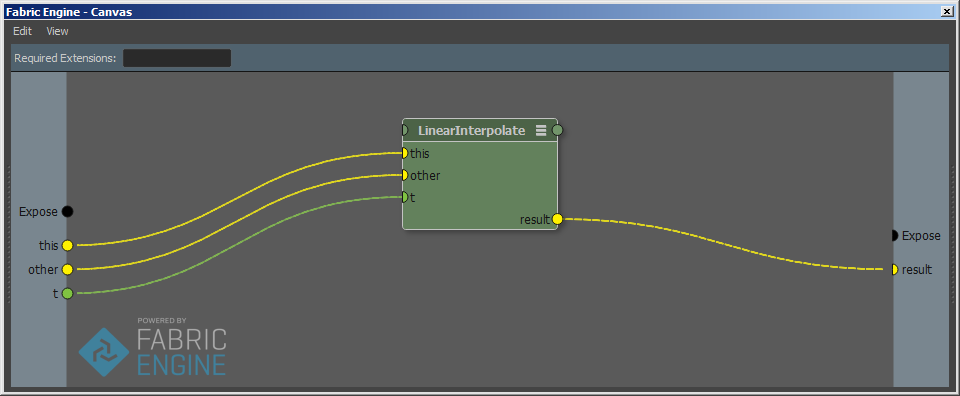 Fabric Engine - Canvas
Edit View
Required Extensions:
LinearInterpolate
this
other
t
result
Expose
this
other
t
Expose
result
POWERED BY
FABRIC
ENGINE